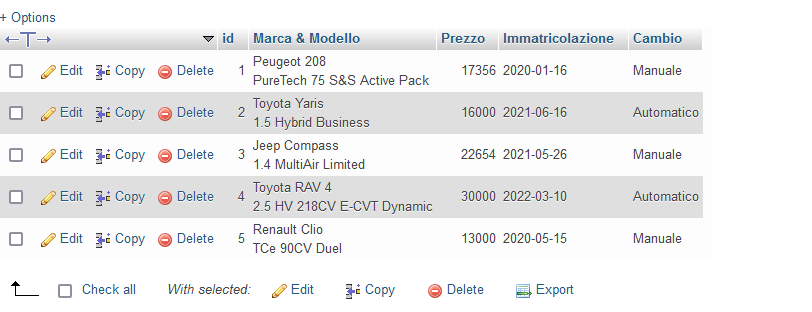 + Options
id Marca & Modello Prezzo Immatricolazione Cambio
Edit Copy Delete 1 Peugeot 208 17356 2020-01-16 Manuale
PureTech 75 S&S Active Pack
Edit Copy Delete 2 Toyota Yaris 16000 2021-06-16 Automatico
1.5 Hybrid Business
Edit Copy Delete 3 Jeep Compass 22654 2021-05-26 Manuale
1.4 MultiAir Limited
Edit Copy Delete 4 Toyota RAV 4 30000 2022-03-10 Automatico
2.5 HV 218CV E-CVT Dynamic
Edit Copy Delete 5 Renault Clio 13000 2020-05-15 Manuale
TCe 90CV Duel
Check all With selected: Edit Copy Delete Export